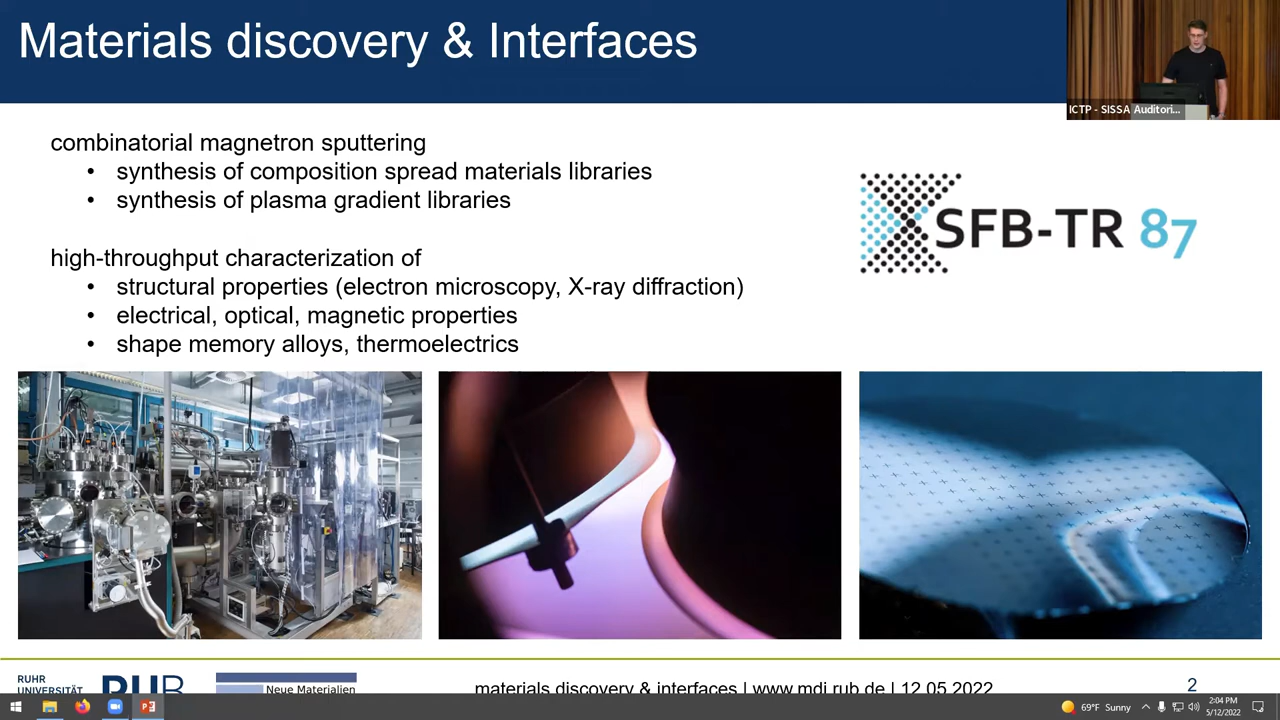 Materials discovery & Interfaces
ICTP - SISSA Auditori...
combinatorial magnetron sputtering
• synthesis of composition spread materials libraries
• synthesis of plasma gradient libraries
SFB-TR 87
high-throughput characterization of
• structural properties (electron microscopy, X-ray diffraction)
• electrical, optical, magnetic properties
• shape memory alloys, thermoelectrics
RUHR
UNIVERSITÄT
RUB
Neue Materialien
materials discovery & interfaces | www.mdi.rub.de | 12.05.2022
2
69°F Sunny
2:04 PM
5/12/2022